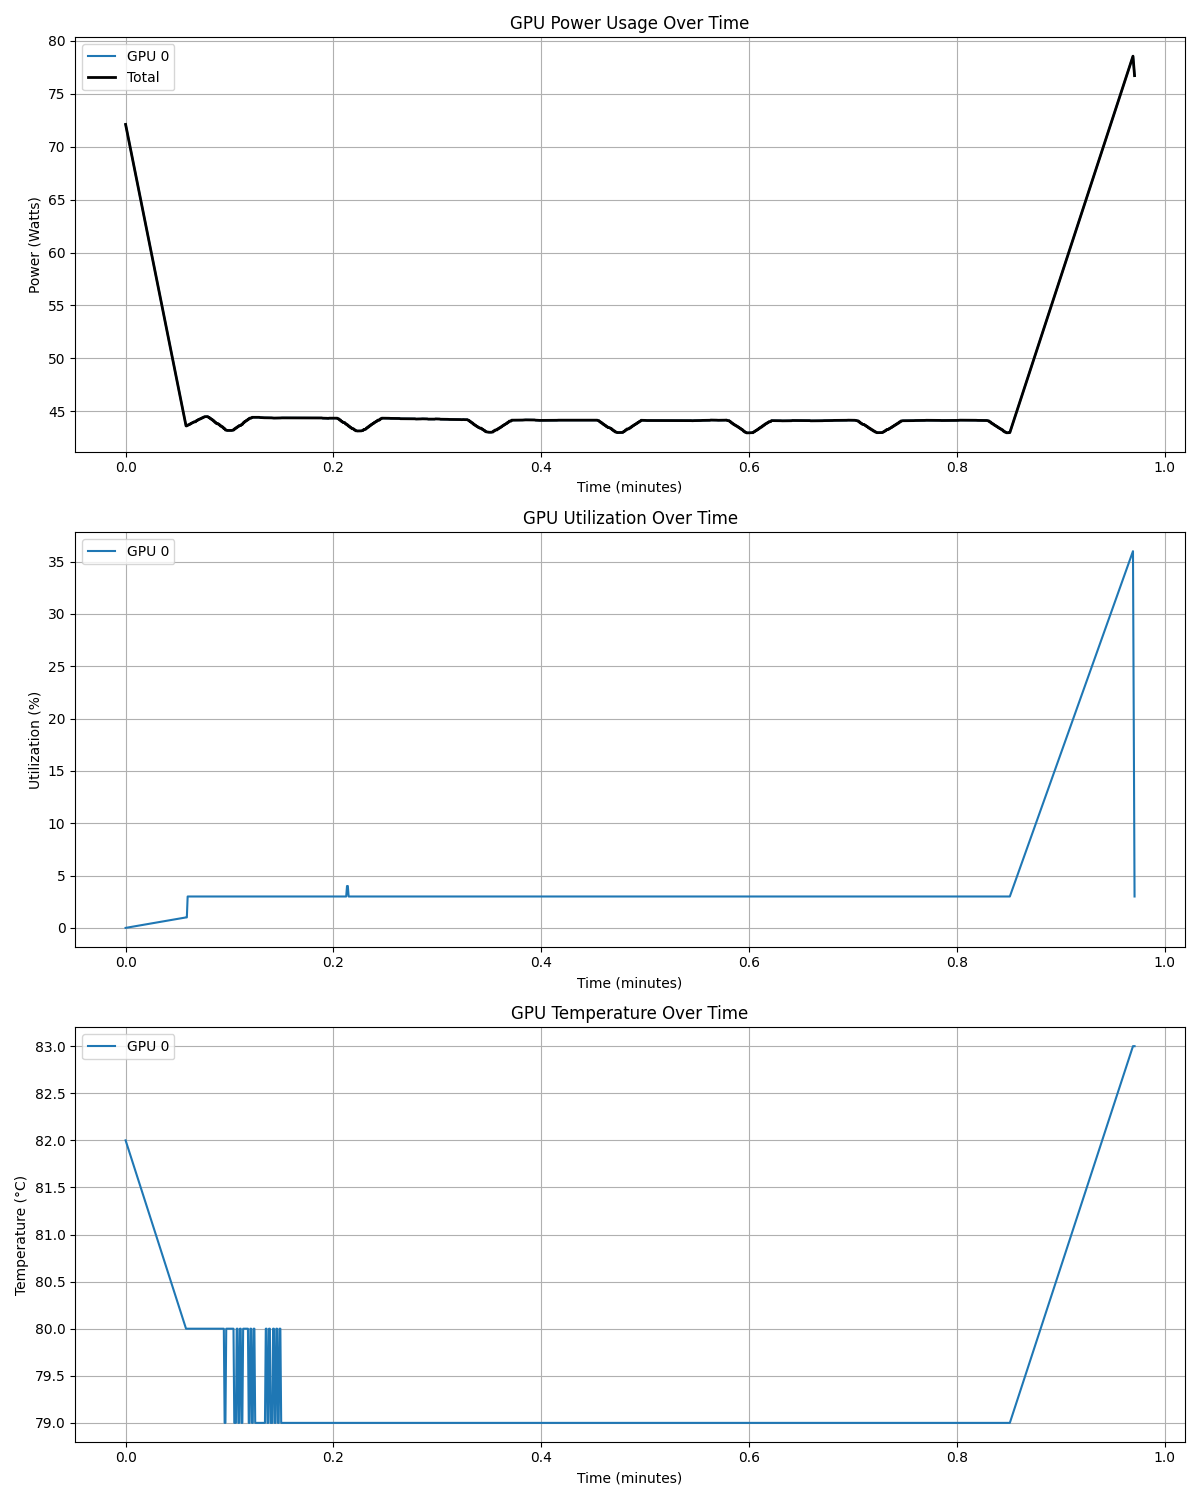 GPU Power Usage Over Time
80
75
70
65
60
55
50
45
Power (Watts)
GPU 0
Total
0.0 0.2 0.4 0.6 0.8 1.0
Time (minutes)
GPU Utilization Over Time
35
30
25
20
15
10
5
0
Utilization (%)
GPU 0
0.0 0.2 0.4 0.6 0.8 1.0
Time (minutes)
GPU Temperature Over Time
83.0
82.5
82.0
81.5
81.0
80.5
80.0
79.5
79.0
Temperature (°C)
GPU 0
0.0 0.2 0.4 0.6 0.8 1.0
Time (minutes)